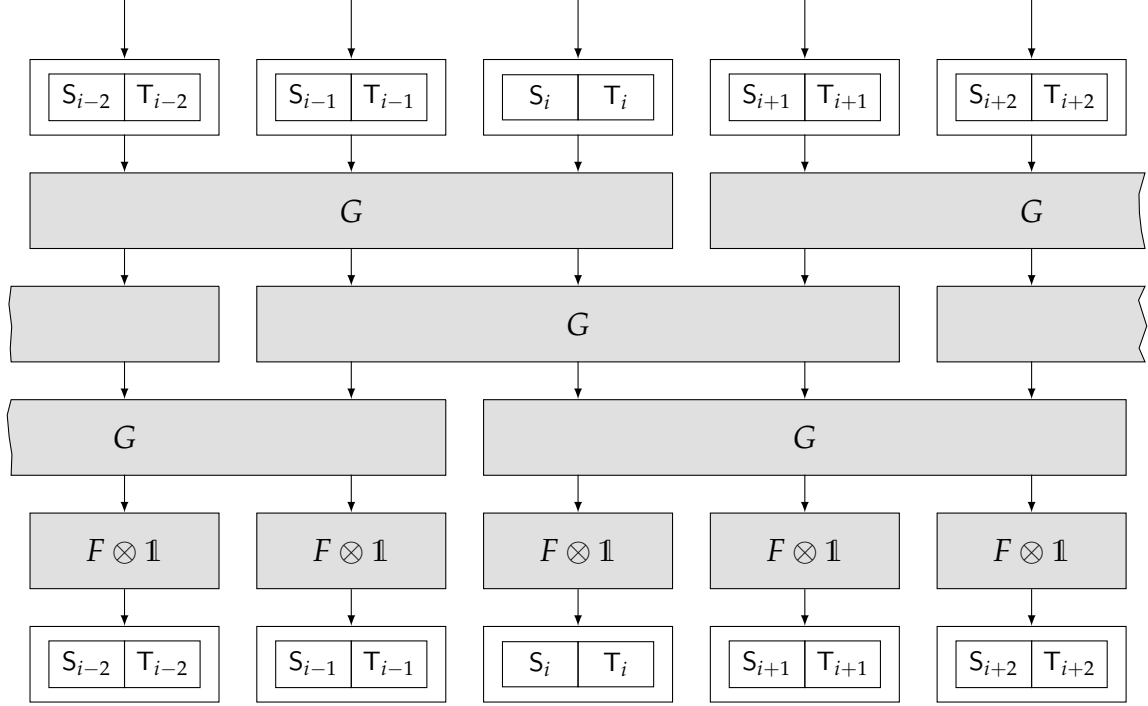 S_{i−2} T_{i−2} S_{i−1} T_{i−1} S_i T_i S_{i+1} T_{i+1} S_{i+2} T_{i+2}
G G
G
G G
F ⊗ 𝟙 F ⊗ 𝟙 F ⊗ 𝟙 F ⊗ 𝟙 F ⊗ 𝟙
S_{i−2} T_{i−2} S_{i−1} T_{i−1} S_i T_i S_{i+1} T_{i+1} S_{i+2} T_{i+2}